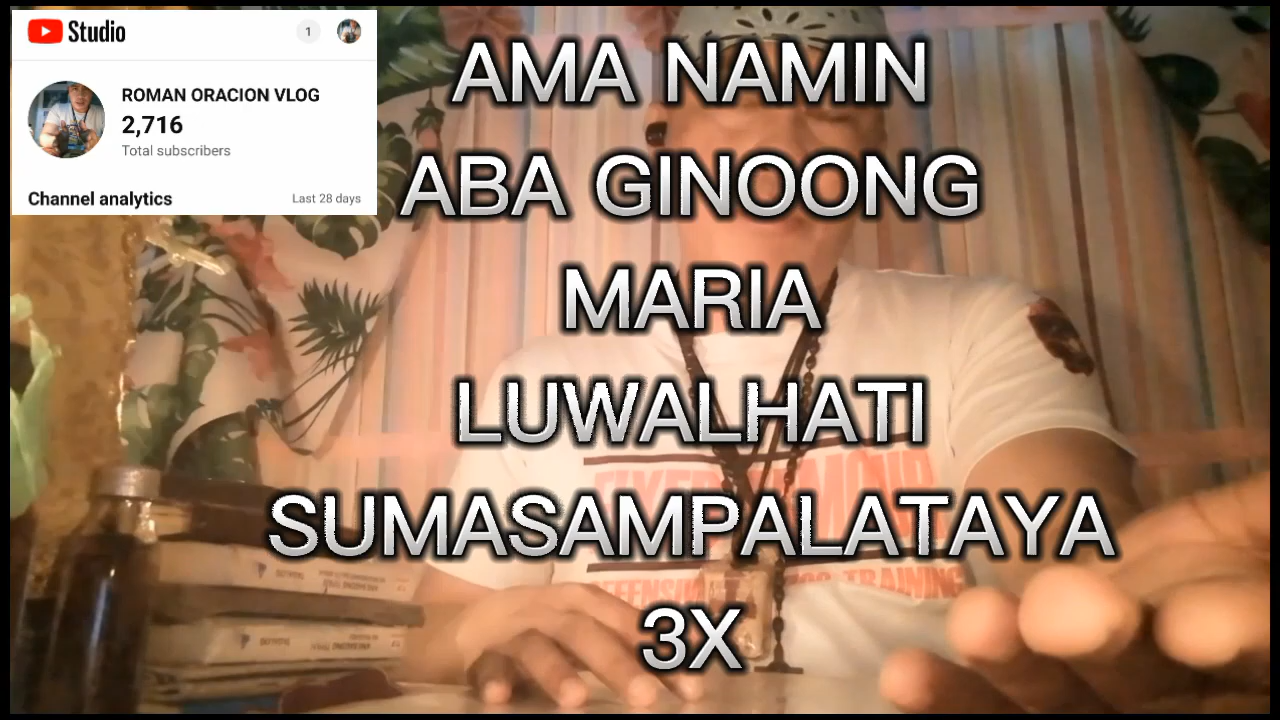 Studio
1
ROMAN ORACION VLOG
2,716
Total subscribers
Channel analytics
Last 28 days
AMA NAMIN
ABA GINOONG
MARIA
LUWALHATI
SUMASAMPALATAYA
3X
TRAINING